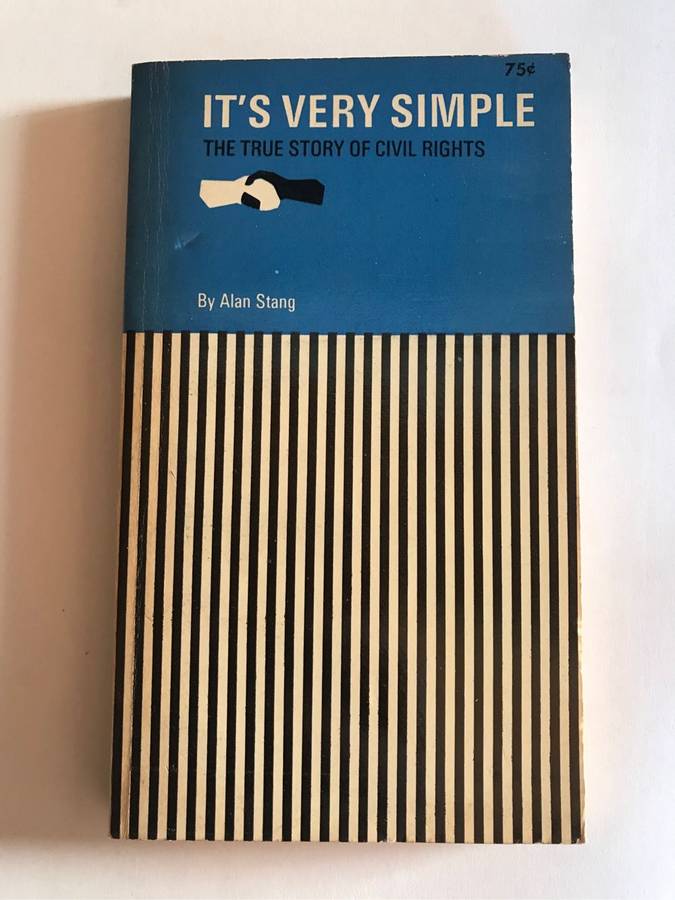 75¢
IT'S VERY SIMPLE
THE TRUE STORY OF CIVIL RIGHTS
By Alan Stang